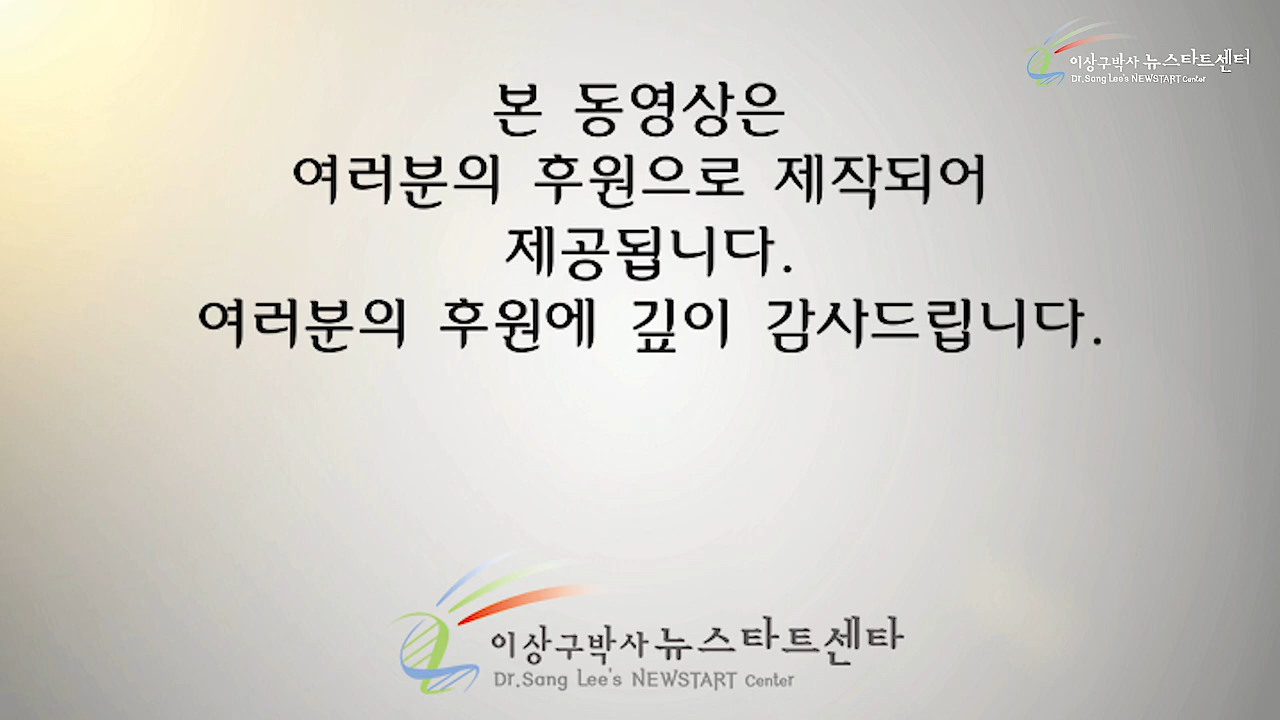 이상구박사 뉴스타트센터
Dr.Sang Lee's NEWSTART Center
본 동영상은
여러분의 후원으로 제작되어
제공됩니다.
여러분의 후원에 깊이 감사드립니다.
이상구박사 뉴스타트센타
Dr.Sang Lee's NEWSTART Center